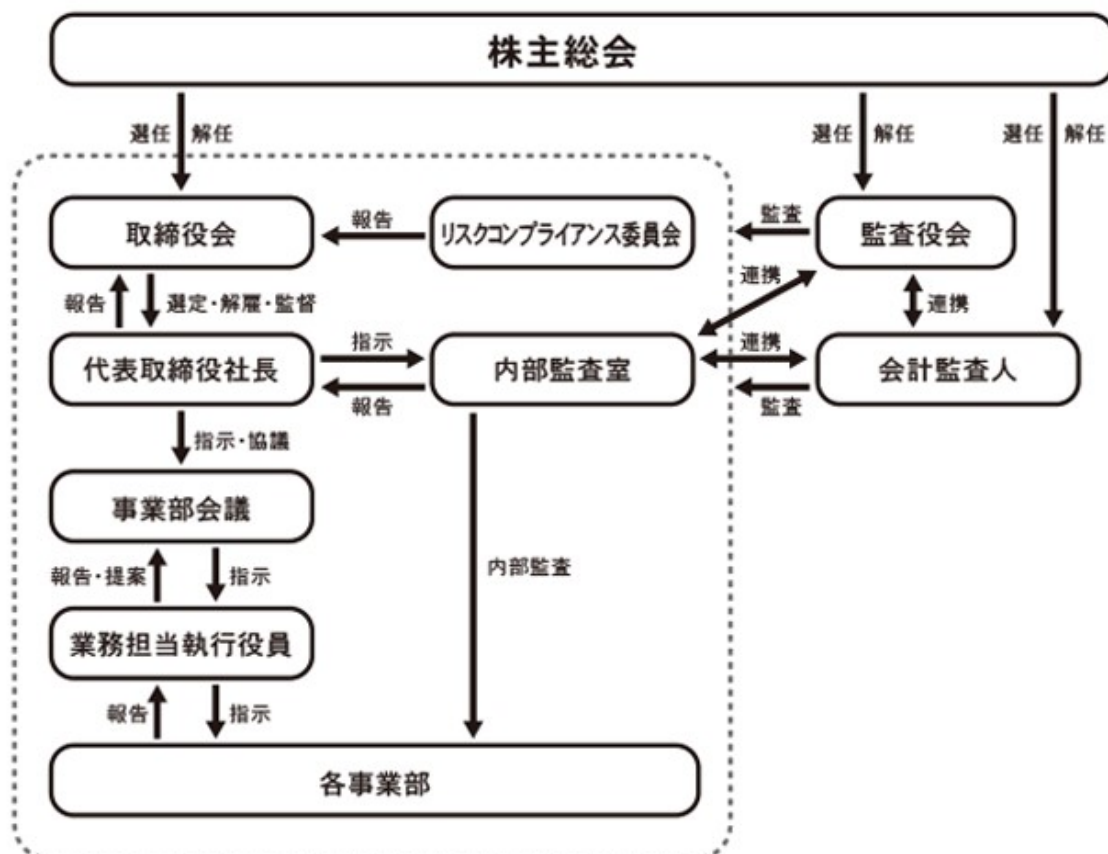 株主総会
選任 解任
選任 解任
選任 解任
取締役会
報告
リスクコンプライアンス委員会
監査
監査役会
報告
選定・解雇・監督
連携
連携
代表取締役社長
指示
報告
内部監査室
連携
監査
会計監査人
指示・協議
事業部会議
報告・提案
指示
内部監査
業務担当執行役員
報告
指示
各事業部